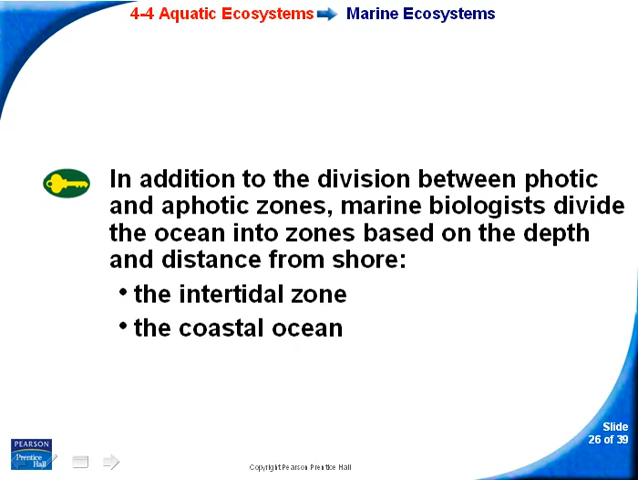 4-4 Aquatic Ecosystems Marine Ecosystems
In addition to the division between photic
and aphotic zones, marine biologists divide
the ocean into zones based on the depth
and distance from shore:
• the intertidal zone
• the coastal ocean
Slide
26 of 39
PEARSON
Prentice
Hall
Copyright Pearson Prentice Hall